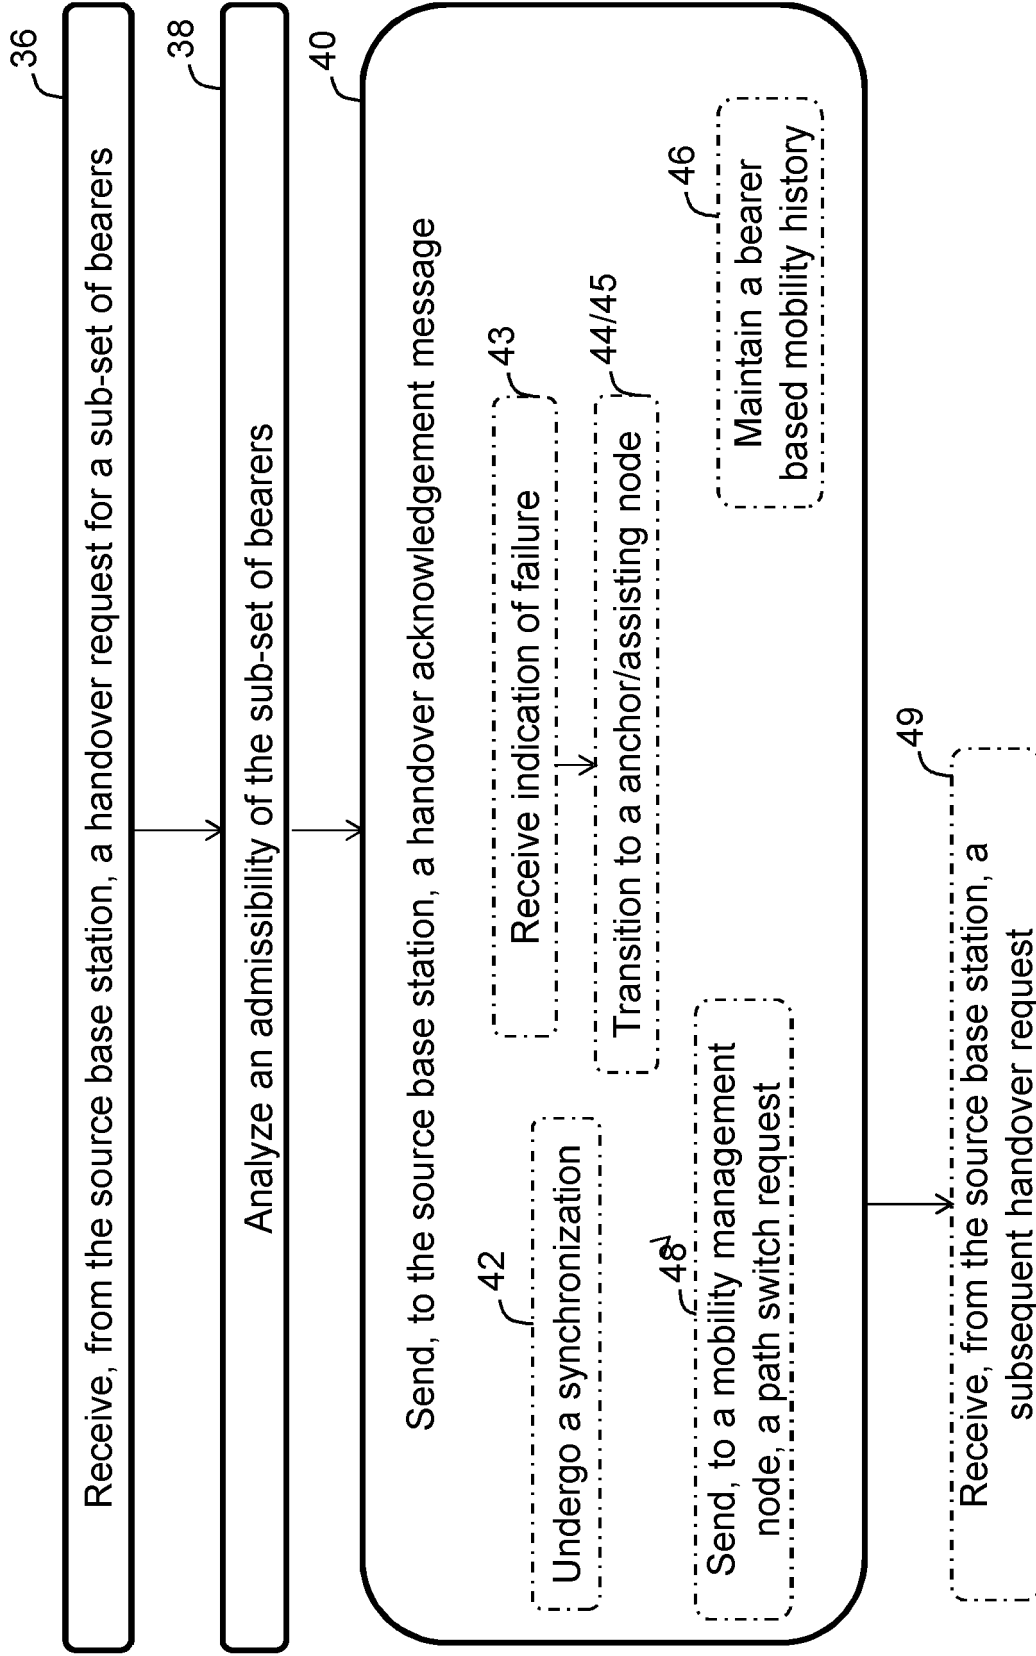 36
Receive, from the source base station, a handover request for a sub-set of bearers
38
Analyze an admissibility of the sub-set of bearers
40
Send, to the source base station, a handover acknowledgement message
42
Undergo a synchronization
43
Receive indication of failure
44/45
Transition to a anchor/assisting node
48
Send, to a mobility management
node, a path switch request
46
Maintain a bearer
based mobility history
49
Receive, from the source base station, a
subsequent handover request